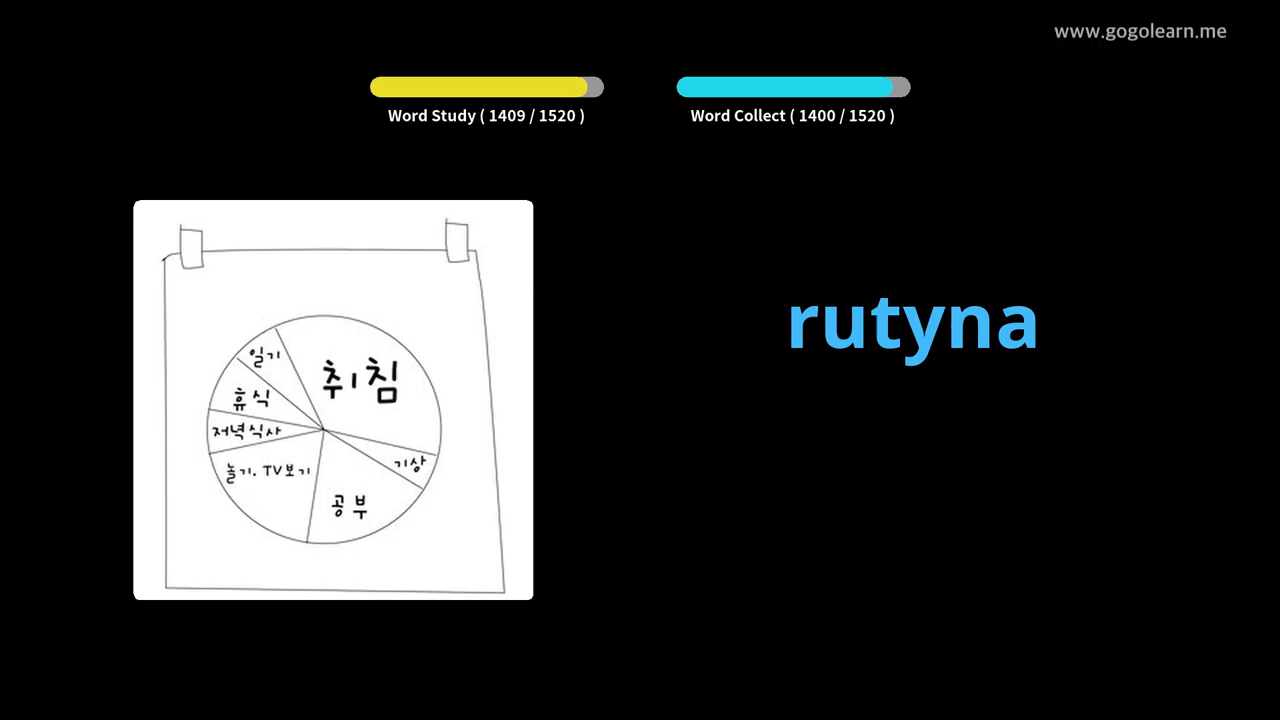 www.gogolearn.me
Word Study ( 1409 / 1520 )
Word Collect ( 1400 / 1520 )
일기
취침
휴식
저녁식사
기상
놀기. TV보기
공부
rutyna